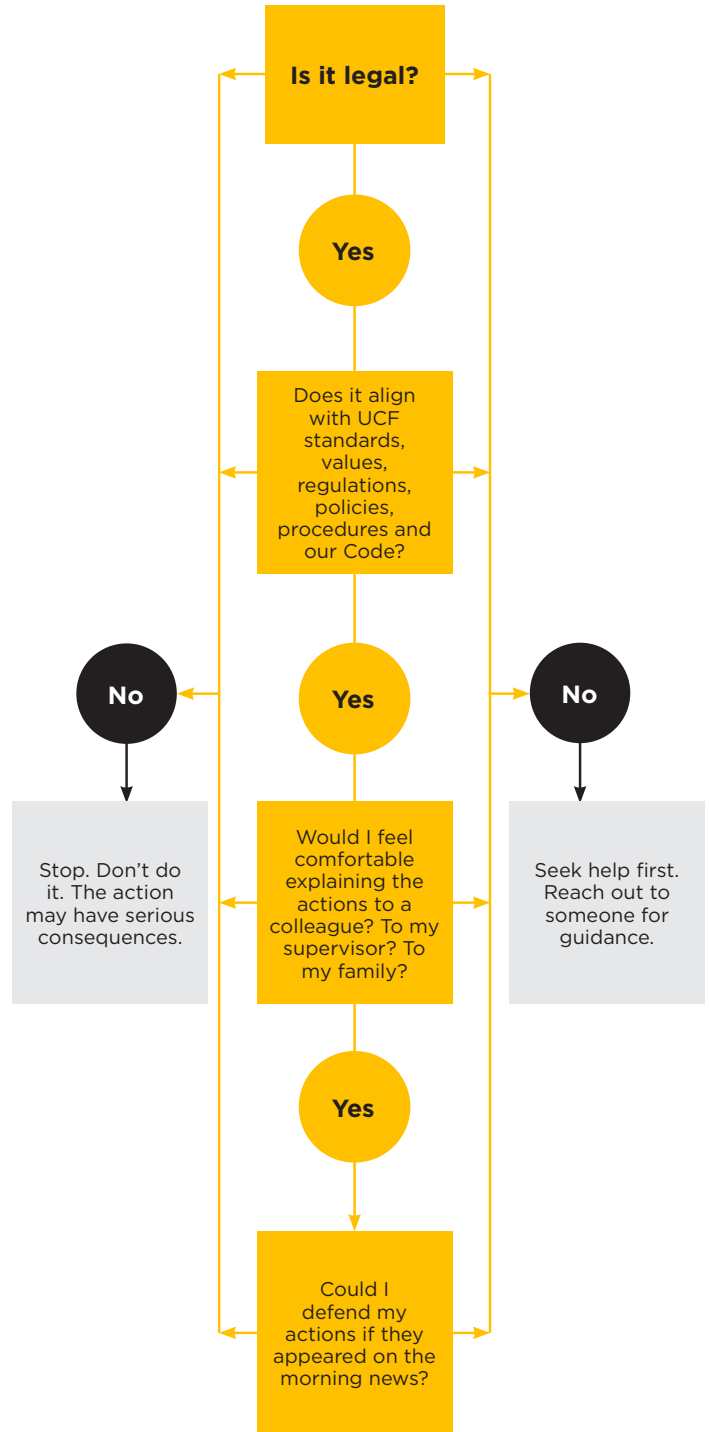 Is it legal?
Yes
Does it align
with UCF
standards,
values,
regulations,
policies,
procedures and
our Code?
No
Yes
No
Stop. Don’t do
it. The action
may have serious
consequences.
Would I feel
comfortable
explaining the
actions to a
colleague? To my
supervisor? To
my family?
Seek help first.
Reach out to
someone for
guidance.
Yes
Could I
defend my
actions if they
appeared on the
morning news?